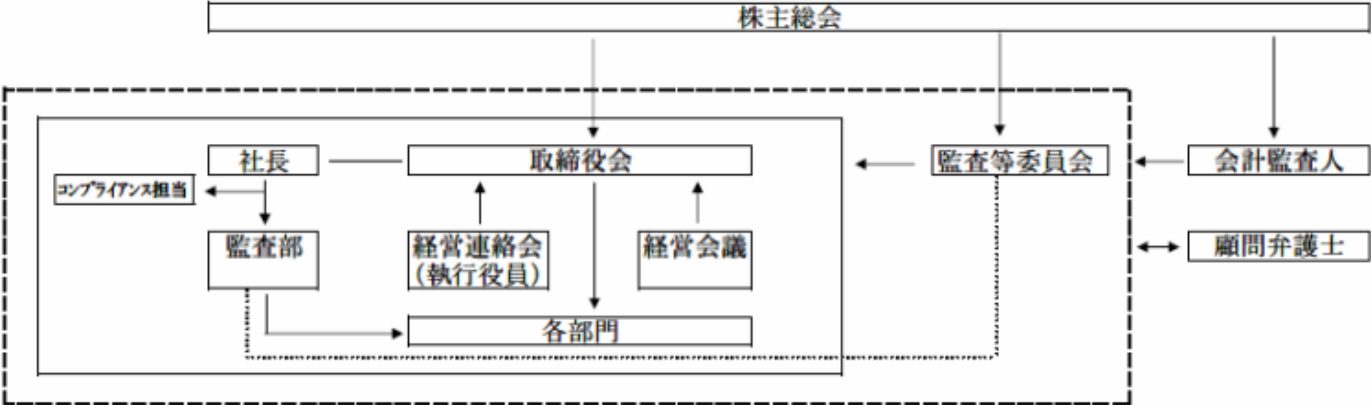 株主総会
社長
取締役会
監査等委員会
会計監査人
コンプライアンス担当
監査部
経営連絡会
(執行役員)
経営会議
顧問弁護士
各部門